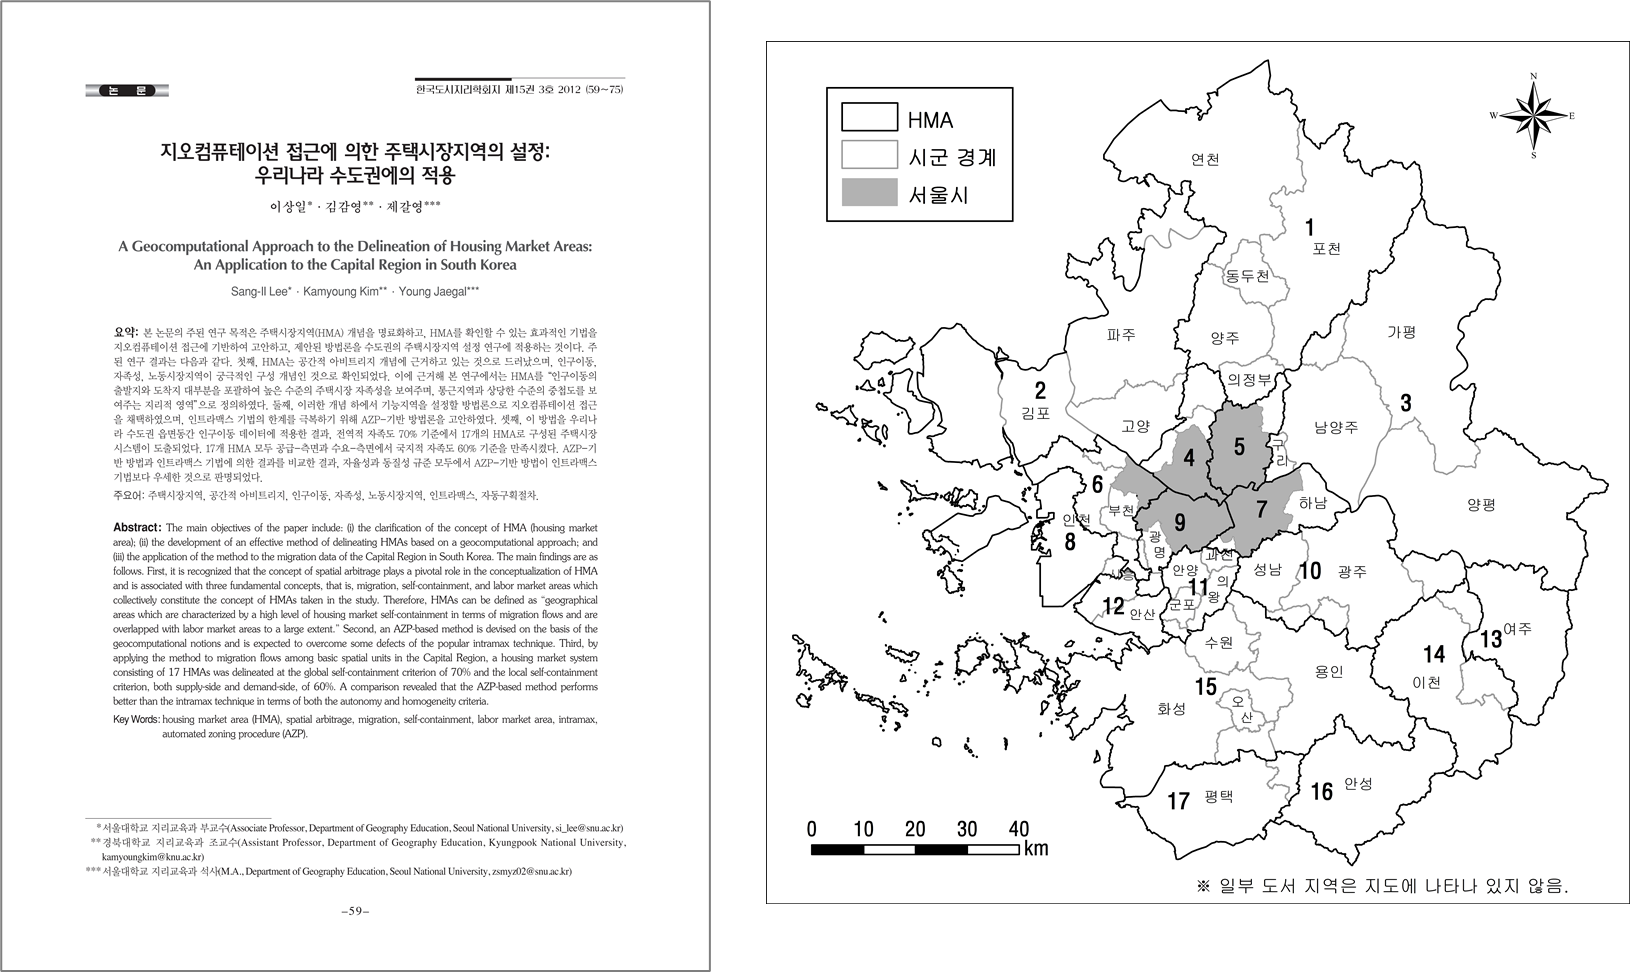 논 문
한국도시지리학회지 제15권 3호 2012 (59~75)
지오컴퓨테이션 접근에 의한 주택시장지역의 설정:
우리나라 수도권에의 적용
이상일* · 김감영** · 제갈영***
A Geocomputational Approach to the Delineation of Housing Market Areas:
An Application to the Capital Region in South Korea
Sang-Il Lee* · Kamyoung Kim** · Young Jaegal***
요약: 본 논문의 주된 연구 목적은 주택시장지역(HMA) 개념을 명료화하고, HMA를 확인할 수 있는 효과적인 기법을
지오컴퓨테이션 접근에 기반하여 고안하고, 제안된 방법론을 수도권의 주택시장지역 설정 연구에 적용하는 것이다. 주
된 연구 결과는 다음과 같다. 첫째, HMA는 공간적 아비트리지 개념에 근거하고 있는 것으로 드러났으며, 인구이동,
자족성, 노동시장지역이 궁극적인 구성 개념인 것으로 확인되었다. 이에 근거해 본 연구에서는 HMA를 “인구이동의
출발지와 도착지 대부분을 포괄하여 높은 수준의 주택시장 자족성을 보여주며, 통근지역과 상당한 수준의 중첩도를 보
여주는 지리적 영역”으로 정의하였다. 둘째, 이러한 개념 하에서 기능지역을 설정할 방법론으로 지오컴퓨테이션 접근
을 채택하였으며, 인트라맥스 기법의 한계를 극복하기 위해 AZP-기반 방법론을 고안하였다. 셋째, 이 방법을 우리나
라 수도권 읍면동간 인구이동 데이터에 적용한 결과, 전역적 자족도 70% 기준에서 17개의 HMA로 구성된 주택시장
시스템이 도출되었다. 17개 HMA 모두 공급-측면과 수요-측면에서 국지적 자족도 60% 기준을 만족시켰다. AZP-기
반 방법과 인트라맥스 기법에 의한 결과를 비교한 결과, 자율성과 동질성 규준 모두에서 AZP-기반 방법이 인트라맥스
기법보다 우세한 것으로 판명되었다.
주요어: 주택시장지역, 공간적 아비트리지, 인구이동, 자족성, 노동시장지역, 인트라맥스, 자동구획절차.
Abstract: The main objectives of the paper include: (i) the clarification of the concept of HMA (housing market
area); (ii) the development of an effective method of delineating HMAs based on a geocomputational approach; and
(iii) the application of the method to the migration data of the Capital Region in South Korea. The main findings are as
follows. First, it is recognized that the concept of spatial arbitrage plays a pivotal role in the conceptualization of HMA
and is associated with three fundamental concepts, that is, migration, self-containment, and labor market areas which
collectively constitute the concept of HMAs taken in the study. Therefore, HMAs can be defined as “geographical
areas which are characterized by a high level of housing market self-containment in terms of migration flows and are
overlapped with labor market areas to a large extent.” Second, an AZP-based method is devised on the basis of the
geocomputational notions and is expected to overcome some defects of the popular intramax technique. Third, by
applying the method to migration flows among basic spatial units in the Capital Region, a housing market system
consisting of 17 HMAs was delineated at the global self-containment criterion of 70% and the local self-containment
criterion, both supply-side and demand-side, of 60%. A comparison revealed that the AZP-based method performs
better than the intramax technique in terms of both the autonomy and homogeneity criteria.
Key Words: housing market area (HMA), spatial arbitrage, migration, self-containment, labor market area, intramax,
automated zoning procedure (AZP).
* 서울대학교 지리교육과 부교수(Associate Professor, Department of Geography Education, Seoul National University, si_lee@snu.ac.kr)
** 경북대학교 지리교육과 조교수(Assistant Professor, Department of Geography Education, Kyungpook National University,
kamyoungkim@knu.ac.kr)
*** 서울대학교 지리교육과 석사(M.A., Department of Geography Education, Seoul National University, zsmyz02@snu.ac.kr)
-59-
HMA
시군 경계
서울시
N
W E
S
연천
1
포천
동두천
파주
양주
가평
의정부
2
김포
3
고양
남양주
5
구리
4
6
양평
7
하남
부천
인천
9
8
광명
과천
시흥
안양
성남
10
광주
의왕
11
12
안산
군포
수원
여주
13
14
용인
이천
15
화성
오산
안성
16
17
평택
0 10 20 30 40
km
※ 일부 도서 지역은 지도에 나타나 있지 않음.